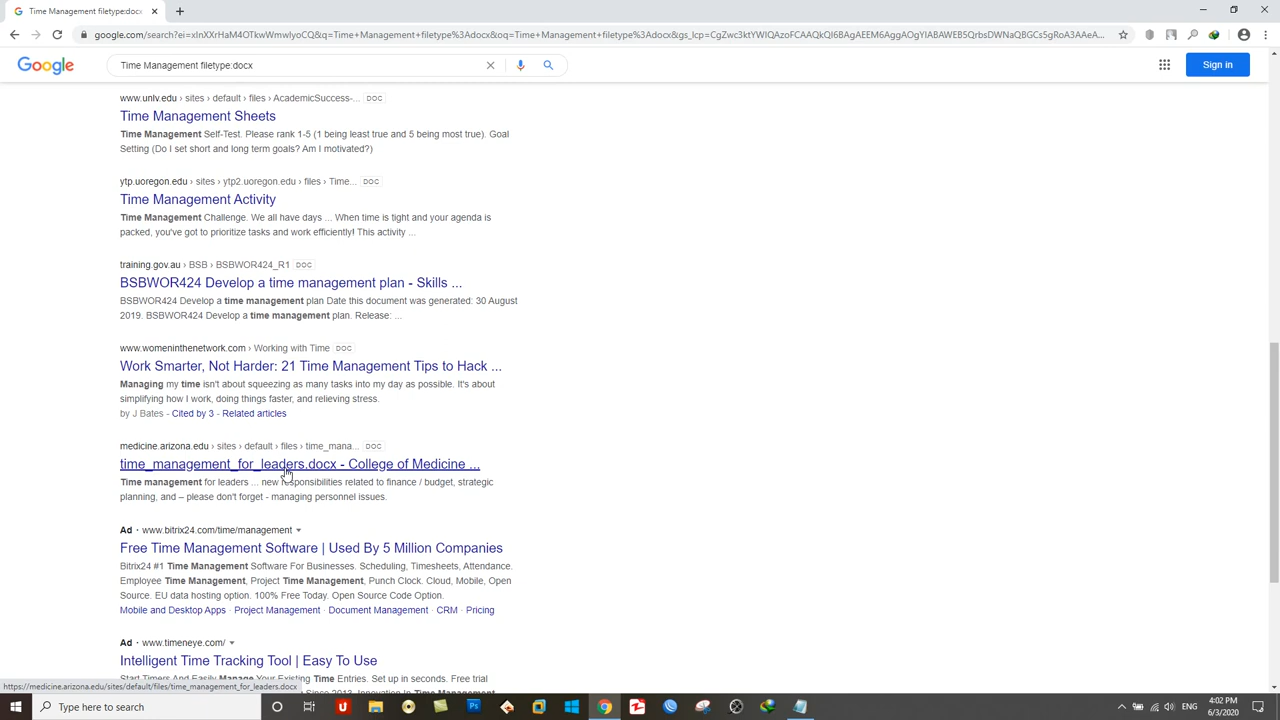 Time Management filetype:docx
google.com/search?ei=xInXXrHaM4OTkwWmwIyoCQ&q=Time+Management+filetype%3Adocx&oq=Time+Management+filetype%3Adocx&gs_lcp=CgZwc3ktYWIQAzoFCAAQkQI6BAgAEEM6AggAOgYIABAWEB5QrbsDWNaQBGCs5gRoA3AAeA...
Google
Time Management filetype:docx
Sign in
www.unlv.edu › sites › default › files › AcademicSuccess-... DOC
Time Management Sheets
Time Management Self-Test. Please rank 1-5 (1 being least true and 5 being most true). Goal
Setting (Do I set short and long term goals? Am I motivated?)
ytp.uoregon.edu › sites › ytp2.uoregon.edu › files › Time... DOC
Time Management Activity
Time Management Challenge. We all have days ... When time is tight and your agenda is
packed, you've got to prioritize tasks and work efficiently! This activity ...
training.gov.au › BSB › BSBWOR424_R1 DOC
BSBWOR424 Develop a time management plan - Skills ...
BSBWOR424 Develop a time management plan Date this document was generated: 30 August
2019. BSBWOR424 Develop a time management plan. Release: ...
www.womeninthenetwork.com › Working with Time DOC
Work Smarter, Not Harder: 21 Time Management Tips to Hack ...
Managing my time isn't about squeezing as many tasks into my day as possible. It's about
simplifying how I work, doing things faster, and relieving stress.
by J Bates - Cited by 3 - Related articles
medicine.arizona.edu › sites › default › files › time_mana... DOC
time_management_for_leaders.docx - College of Medicine ...
Time management for leaders ... new responsibilities related to finance / budget, strategic
planning, and – please don't forget - managing personnel issues.
Ad · www.bitrix24.com/time/management
Free Time Management Software | Used By 5 Million Companies
Bitrix24 #1 Time Management Software For Businesses. Scheduling, Timesheets, Attendance.
Employee Time Management, Project Time Management, Punch Clock. Cloud, Mobile, Open
Source. EU data hosting option. 100% Free Today. Open Source Code Option.
Mobile and Desktop Apps · Project Management · Document Management · CRM · Pricing
Ad · www.timeneye.com/
Intelligent Time Tracking Tool | Easy To Use
Start Timers And Easily Manage Your Existing Time Entries. Set up in seconds. Free trial
https://medicine.arizona.edu/sites/default/files/time_management_for_leaders.docx
Since 2013. Innovation In Time Management
Type here to search
ENG
4:02 PM
6/3/2020